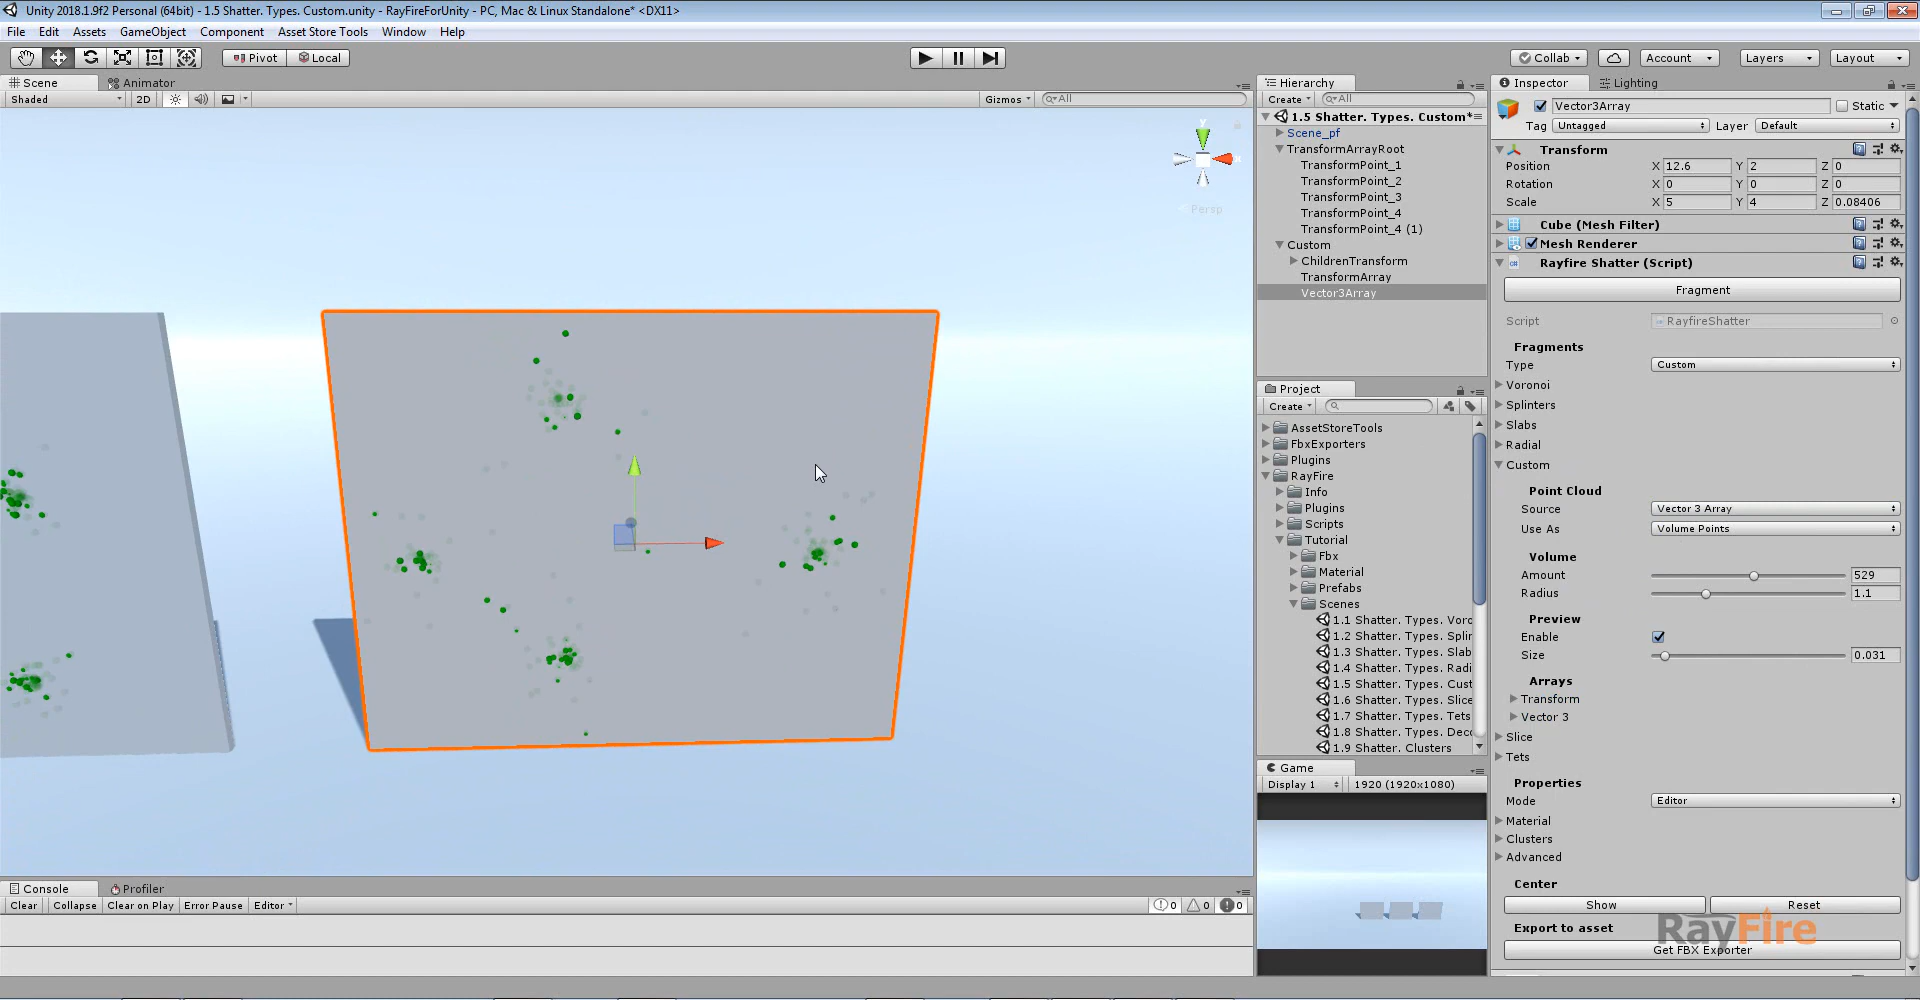 Unity 2018.1.9f2 Personal (64bit) - 1.5 Shatter. Types. Custom.unity - RayFireForUnity - PC, Mac & Linux Standalone* <DX11>
File Edit Assets GameObject Component Asset Store Tools Window Help
Pivot Local Collab Account Layers Layout
Scene Animator
Shaded 2D Gizmos All
y
x
Persp
Console Profiler
Clear Collapse Clear on Play Error Pause Editor 0 0 0
Hierarchy
Create All
1.5 Shatter. Types. Custom*
Scene_pf
TransformArrayRoot
TransformPoint_1
TransformPoint_2
TransformPoint_3
TransformPoint_4
TransformPoint_4 (1)
Custom
ChildrenTransform
TransformArray
Vector3Array
Project
Create
AssetStoreTools
FbxExporters
Plugins
RayFire
Info
Plugins
Scripts
Tutorial
Fbx
Material
Prefabs
Scenes
1.1 Shatter. Types. Voro
1.2 Shatter. Types. Splin
1.3 Shatter. Types. Slab
1.4 Shatter. Types. Radi
1.5 Shatter. Types. Cust
1.6 Shatter. Types. Slice
1.7 Shatter. Types. Tets
1.8 Shatter. Types. Deco
1.9 Shatter. Clusters
Game
Display 1 1920 (1920x1080)
Inspector Lighting
Vector3Array Static
Tag Untagged Layer Default
Transform
Position X 12.6 Y 2 Z 0
Rotation X 0 Y 0 Z 0
Scale X 5 Y 4 Z 0.08406
Cube (Mesh Filter)
Mesh Renderer
Rayfire Shatter (Script)
Fragment
Script RayfireShatter
Fragments
Type Custom
Voronoi
Splinters
Slabs
Radial
Custom
Point Cloud
Source Vector 3 Array
Use As Volume Points
Volume
Amount 529
Radius 1.1
Preview
Enable
Size 0.031
Arrays
Transform
Vector 3
Slice
Tets
Properties
Mode Editor
Material
Clusters
Advanced
Center
Show Reset
Export to asset
Get FBX Exporter
RayFire